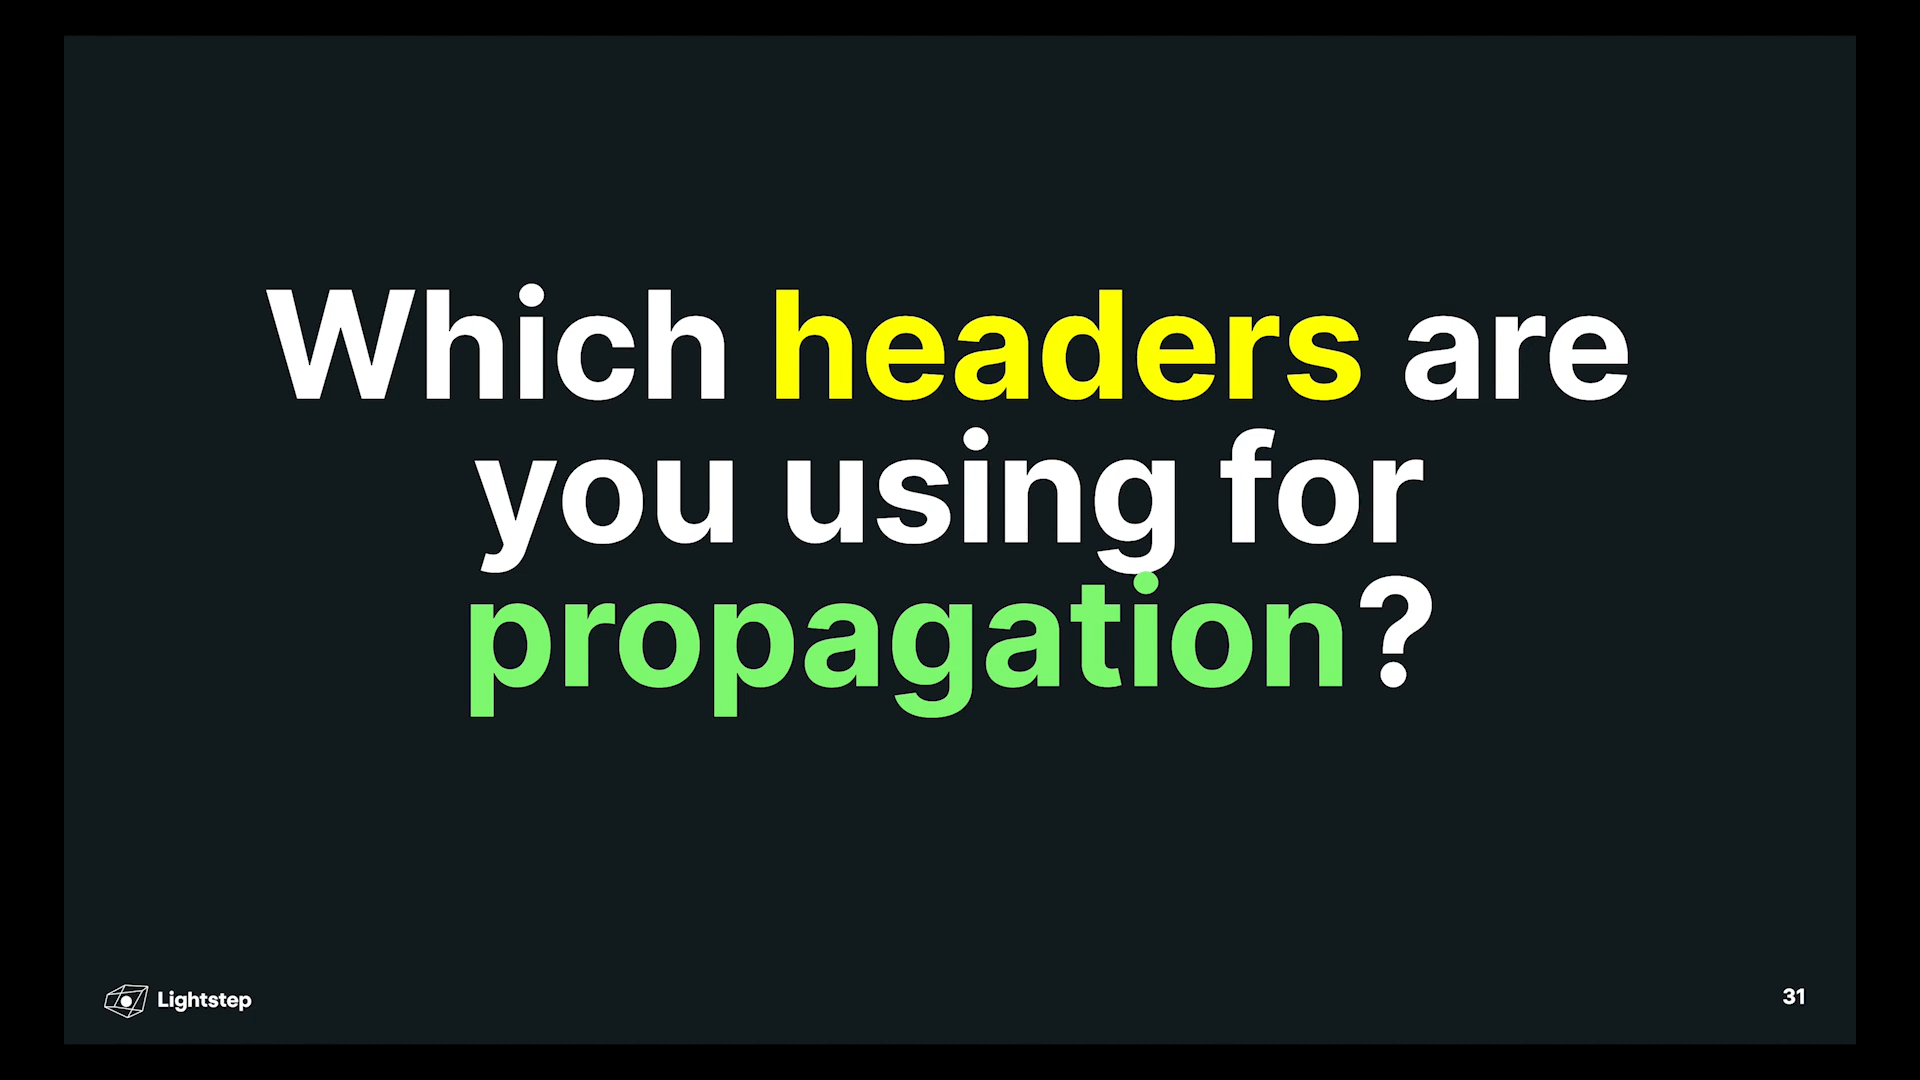 Which headers are
you using for
propagation?
Lightstep
31